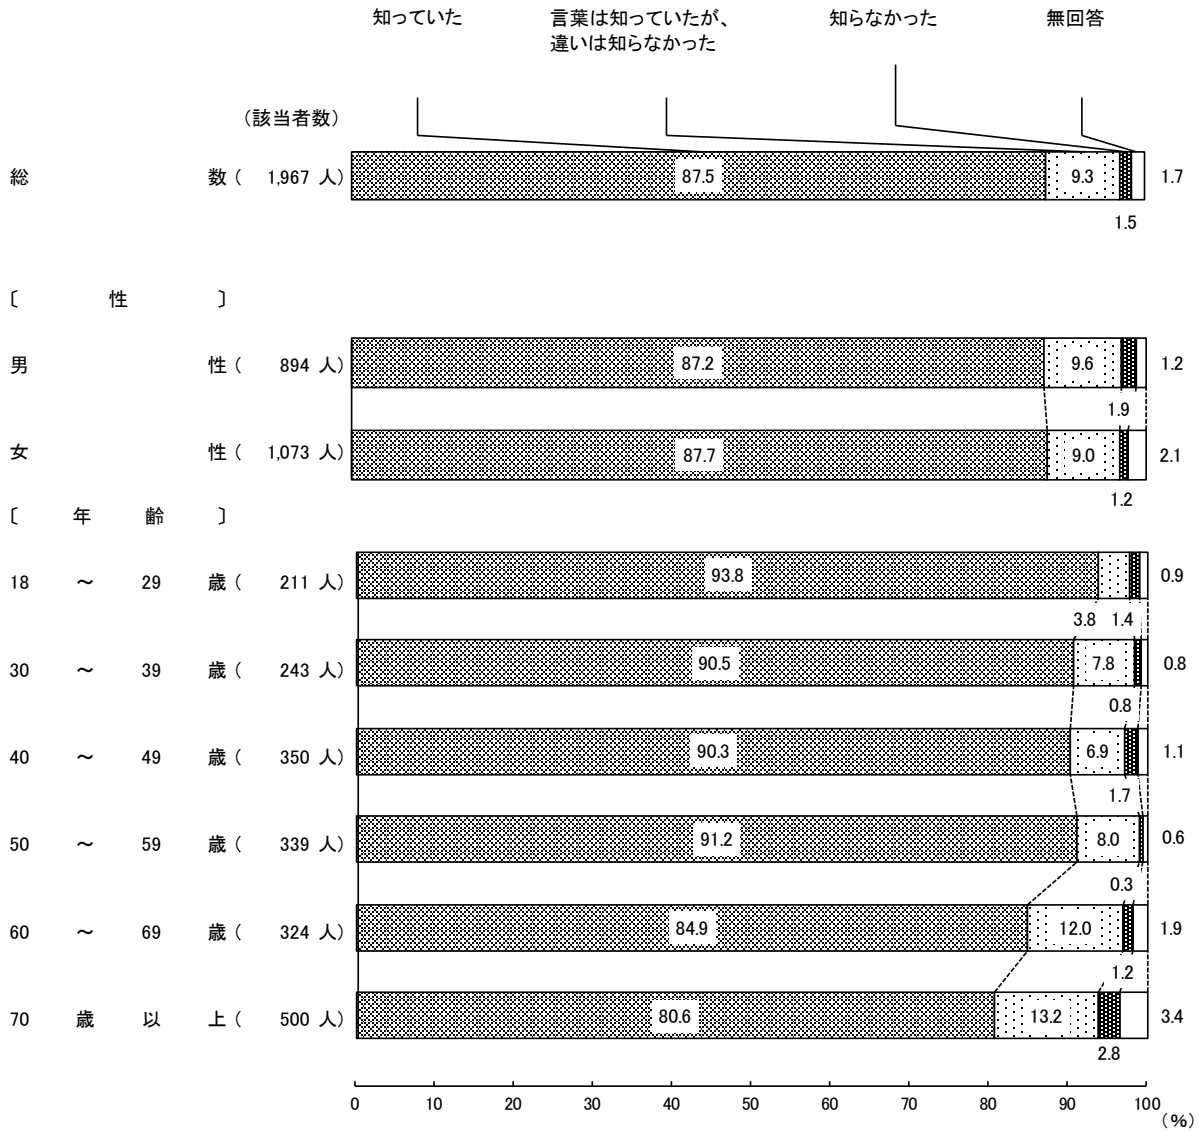 知っていた 言葉は知っていたが、 知らなかった 無回答
違いは知らなかった
(該当者数)
総 数 ( 1,967 人) 87.5 9.3 1.7
1.5
〔 性 〕
男 性 ( 894 人) 87.2 9.6 1.2
1.9
女 性 ( 1,073 人) 87.7 9.0 2.1
1.2
〔 年 齢 〕
18 ～ 29 歳 ( 211 人) 93.8 0.9
3.8 1.4
30 ～ 39 歳 ( 243 人) 90.5 7.8 0.8
0.8
40 ～ 49 歳 ( 350 人) 90.3 6.9 1.1
1.7
50 ～ 59 歳 ( 339 人) 91.2 8.0 0.6
0.3
60 ～ 69 歳 ( 324 人) 84.9 12.0 1.9
1.2
70 歳 以 上 ( 500 人) 80.6 13.2 3.4
2.8
0 10 20 30 40 50 60 70 80 90 100
(％)